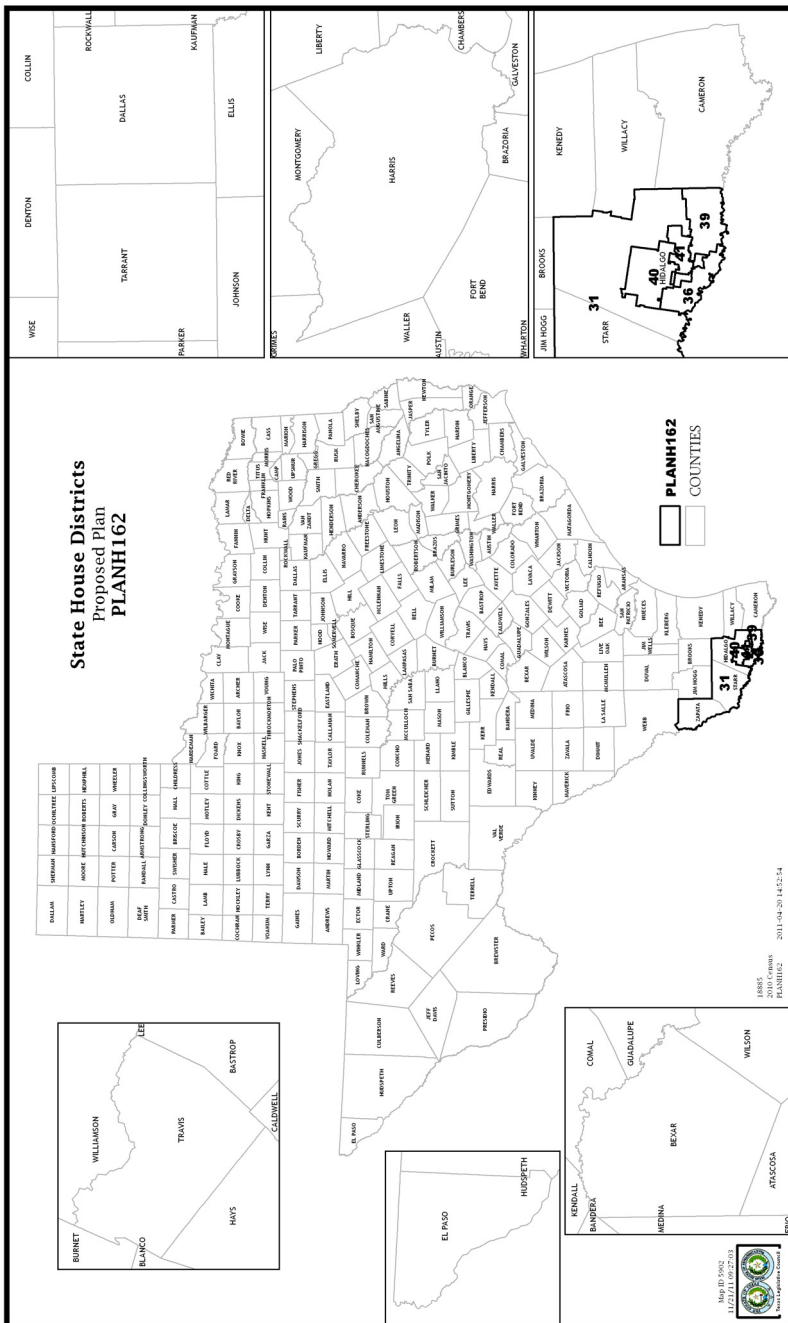 State House Districts
Proposed Plan
PLANH162
BURNET
WILLIAMSON
LEE
TRAVIS
BLANCO
BASTROP
HAYS
CALDWELL
EL PASO
HUDSPETH
KENDALL
COMAL
BANDERA
GUADALUPE
BEXAR
MEDINA
WILSON
ATASCOSA
FRIO
WISE
DENTON
COLLIN
ROCKWALL
TARRANT
DALLAS
PARKER
KAUFMAN
JOHNSON
ELLIS
GRIMES
MONTGOMERY
LIBERTY
WALLER
HARRIS
CHAMBERS
AUSTIN
FORT
BEND
GALVESTON
BRAZORIA
WHARTON
JIM HOGG
BROOKS
KENEDY
31
STARR
WILLACY
40
HIDALGO
41
CAMERON
36
39
DALLAM
SHERMAN
HANSFORD
OCHILTREE
LIPSCOMB
HARTLEY
MOORE
HUTCHINSON
ROBERTS
HEMPHILL
OLDHAM
POTTER
CARSON
GRAY
WHEELER
DEAF
SMITH
RANDALL
ARMSTRONG
DONLEY
COLLINGSWORTH
PARMER
CASTRO
SWISHER
BRISCOE
HALL
CHILDRESS
HARDEMAN
BAILEY
LAMB
HALE
FLOYD
MOTLEY
COTTLE
FOARD
WILBARGER
WICHITA
CLAY
MONTAGUE
COOKE
GRAYSON
FANNIN
LAMAR
RED
RIVER
BOWIE
COCHRAN
HOCKLEY
LUBBOCK
CROSBY
DICKENS
KING
KNOX
BAYLOR
ARCHER
JACK
WISE
DENTON
COLLIN
HUNT
DELTA
HOPKINS
FRANKLIN
TITUS
MORRIS
CAMP
CASS
YOAKUM
TERRY
LYNN
GARZA
KENT
STONEWALL
HASKELL
THROCKMORTON
YOUNG
ROCKWALL
RAINS
WOOD
UPSHUR
MARION
HARRISON
GAINES
DAWSON
BORDEN
SCURRY
FISHER
JONES
SHACKELFORD
STEPHENS
PALO
PINTO
PARKER
TARRANT
DALLAS
KAUFMAN
VAN
ZANDT
SMITH
GREGG
PANOLA
ANDREWS
MARTIN
HOWARD
MITCHELL
NOLAN
TAYLOR
CALLAHAN
EASTLAND
ERATH
HOOD
SOMERVELL
JOHNSON
ELLIS
HENDERSON
RUSK
EL PASO
HUDSPETH
CULBERSON
LOVING
WINKLER
ECTOR
MIDLAND
GLASSCOCK
STERLING
COKE
RUNNELS
COLEMAN
BROWN
COMANCHE
HAMILTON
BOSQUE
HILL
NAVARRO
FREESTONE
ANDERSON
CHEROKEE
NACOGDOCHES
SHELBY
REEVES
WARD
CRANE
UPTON
REAGAN
IRION
TOM
GREEN
CONCHO
MCCULLOCH
SAN SABA
MILLS
LAMPASAS
CORYELL
MCLENNAN
LIMESTONE
LEON
HOUSTON
ANGELINA
SAN
AUGUSTINE
SABINE
JEFF
DAVIS
PECOS
CROCKETT
SCHLEICHER
MENARD
MASON
LLANO
BURNET
BELL
FALLS
ROBERTSON
MADISON
TRINITY
POLK
TYLER
JASPER
NEWTON
PRESIDIO
BREWSTER
TERRELL
SUTTON
KIMBLE
GILLESPIE
BLANCO
WILLIAMSON
MILAM
BRAZOS
GRIMES
WALKER
SAN
JACINTO
HARDIN
ORANGE
VAL
VERDE
EDWARDS
KERR
REAL
BANDERA
KENDALL
COMAL
HAYS
TRAVIS
BASTROP
LEE
BURLESON
WASHINGTON
MONTGOMERY
LIBERTY
JEFFERSON
KINNEY
UVALDE
MEDINA
BEXAR
GUADALUPE
CALDWELL
GONZALES
FAYETTE
AUSTIN
WALLER
HARRIS
CHAMBERS
COLORADO
FORT
BEND
GALVESTON
MAVERICK
ZAVALA
FRIO
ATASCOSA
WILSON
KARNES
DEWITT
LAVACA
WHARTON
BRAZORIA
DIMMIT
LA SALLE
MCMULLEN
LIVE
OAK
BEE
GOLIAD
VICTORIA
JACKSON
MATAGORDA
CALHOUN
REFUGIO
ARANSAS
SAN
PATRICIO
WEBB
DUVAL
JIM
WELLS
NUECES
KLEBERG
ZAPATA
JIM HOGG
BROOKS
KENEDY
31
STARR
HIDALGO
40
39
WILLACY
CAMERON
PLANH162
COUNTIES
18885
2010 Census
PLANH162
2011-04-20 14:52:54
Map ID 5902
11/21/11 09:27:03
Texas Legislative Council